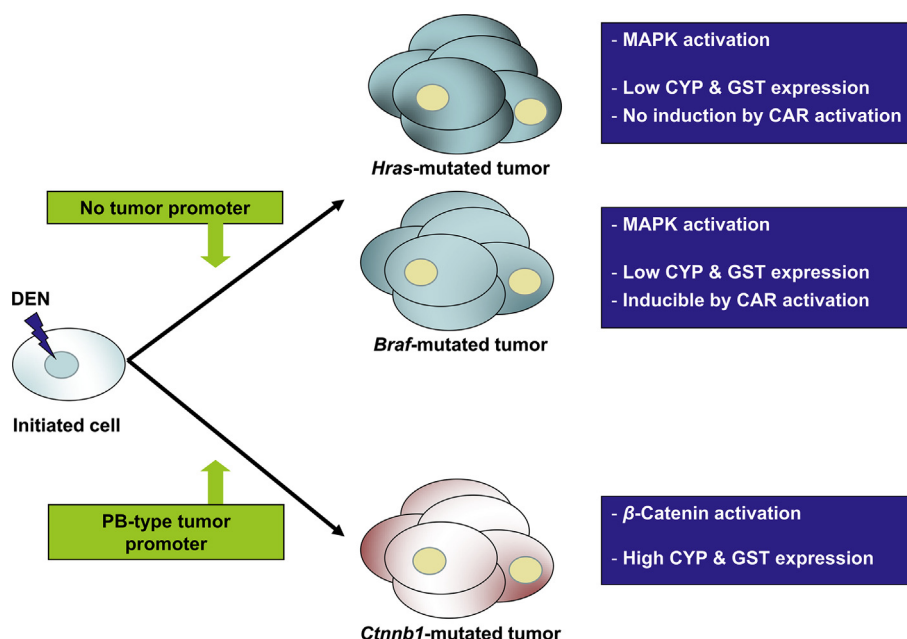 - MAPK activation
- Low CYP & GST expression
- No induction by CAR activation
Hras-mutated tumor
No tumor promoter
- MAPK activation
- Low CYP & GST expression
- Inducible by CAR activation
Braf-mutated tumor
DEN
Initiated cell
PB-type tumor
promoter
- β-Catenin activation
- High CYP & GST expression
Ctnnb1-mutated tumor